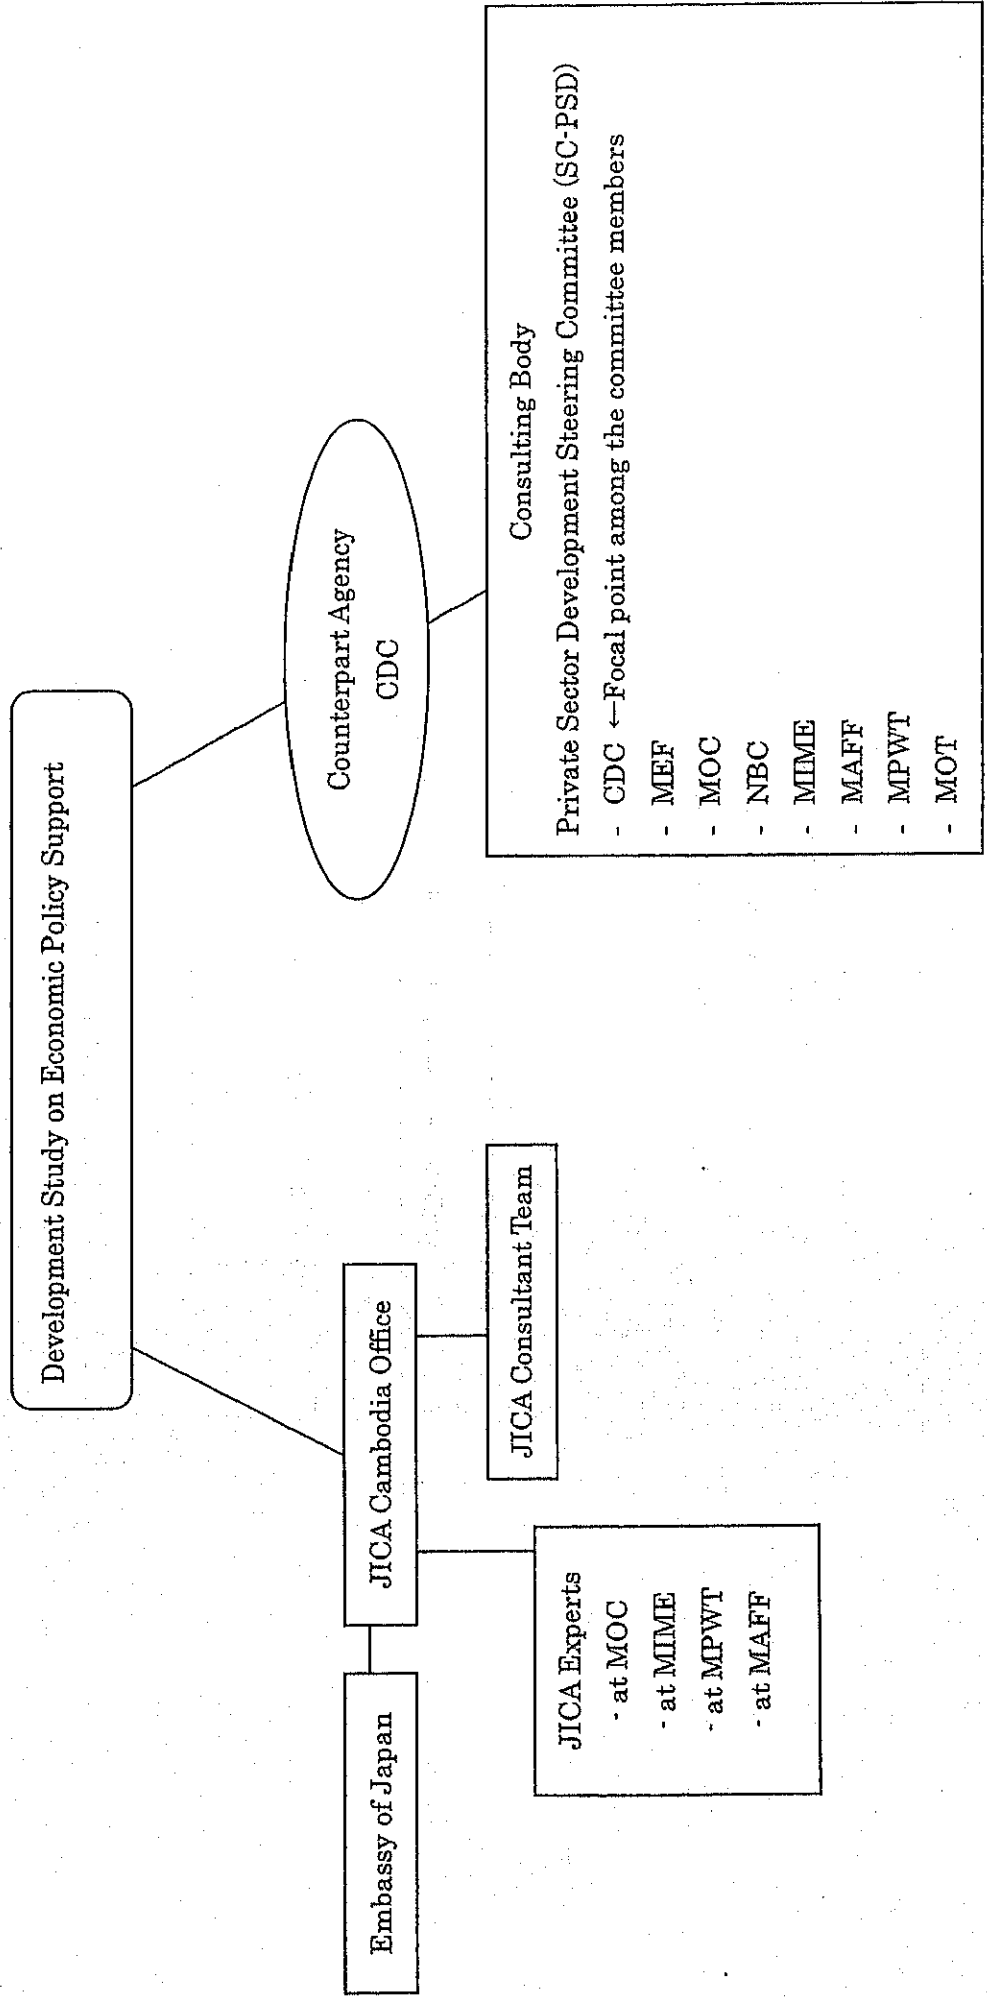 Development Study on Economic Policy Support
Embassy of Japan
JICA Cambodia Office
JICA Experts
- at MOC
- at MIME
- at MPWT
- at MAFF
JICA Consultant Team
Counterpart Agency
CDC
Consulting Body
Private Sector Development Steering Committee (SC-PSD)
- CDC ←Focal point among the committee members
- MEF
- MOC
- NBC
- MIME
- MAFF
- MPWT
- MOT